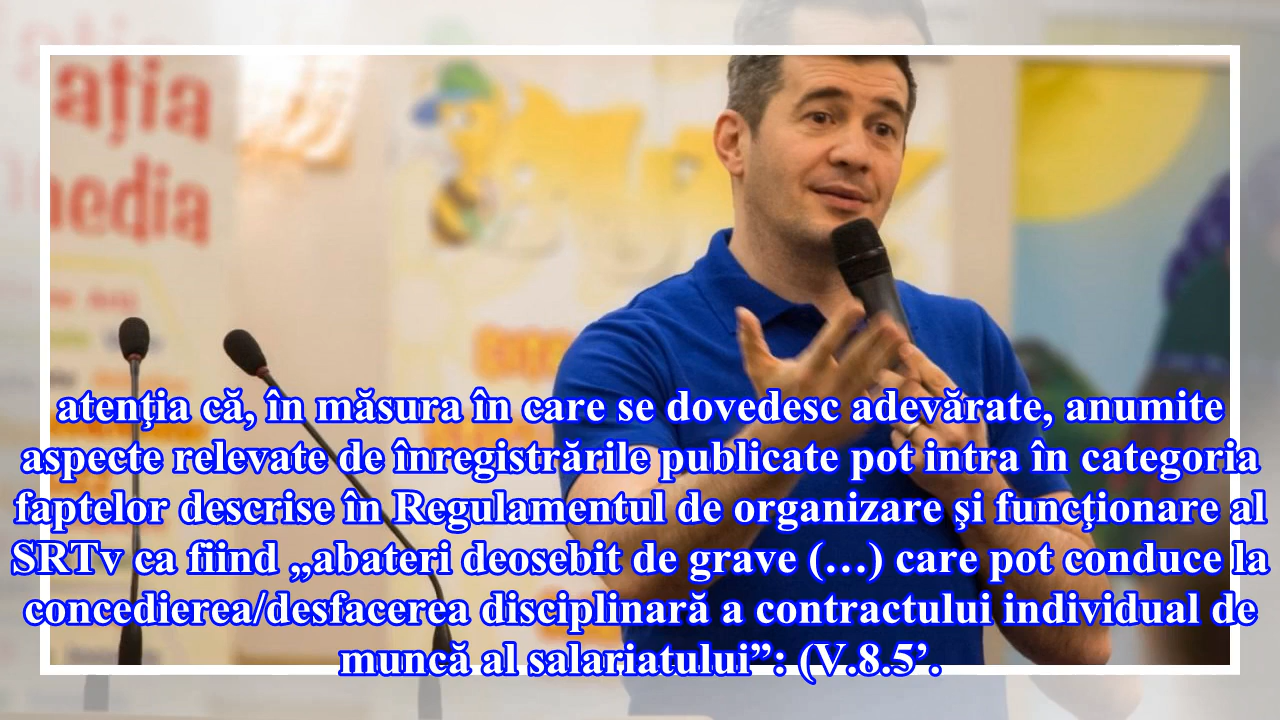 ația
media
atenţia că, în măsura în care se dovedesc adevărate, anumite
aspecte relevate de înregistrările publicate pot intra în categoria
faptelor descrise în Regulamentul de organizare şi funcţionare al
SRTv ca fiind „abateri deosebit de grave (…) care pot conduce la
concedierea/desfacerea disciplinară a contractului individual de
muncă al salariatului”: (V.8.5’.